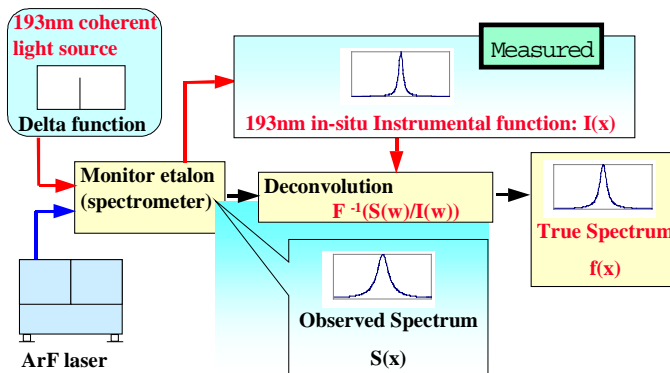 193nm coherent
light source
Delta function
Measured
193nm in-situ Instrumental function: I(x)
Monitor etalon
(spectrometer)
Deconvolution
F -1(S(w)/I(w))
True Spectrum
f(x)
Observed Spectrum
S(x)
ArF laser